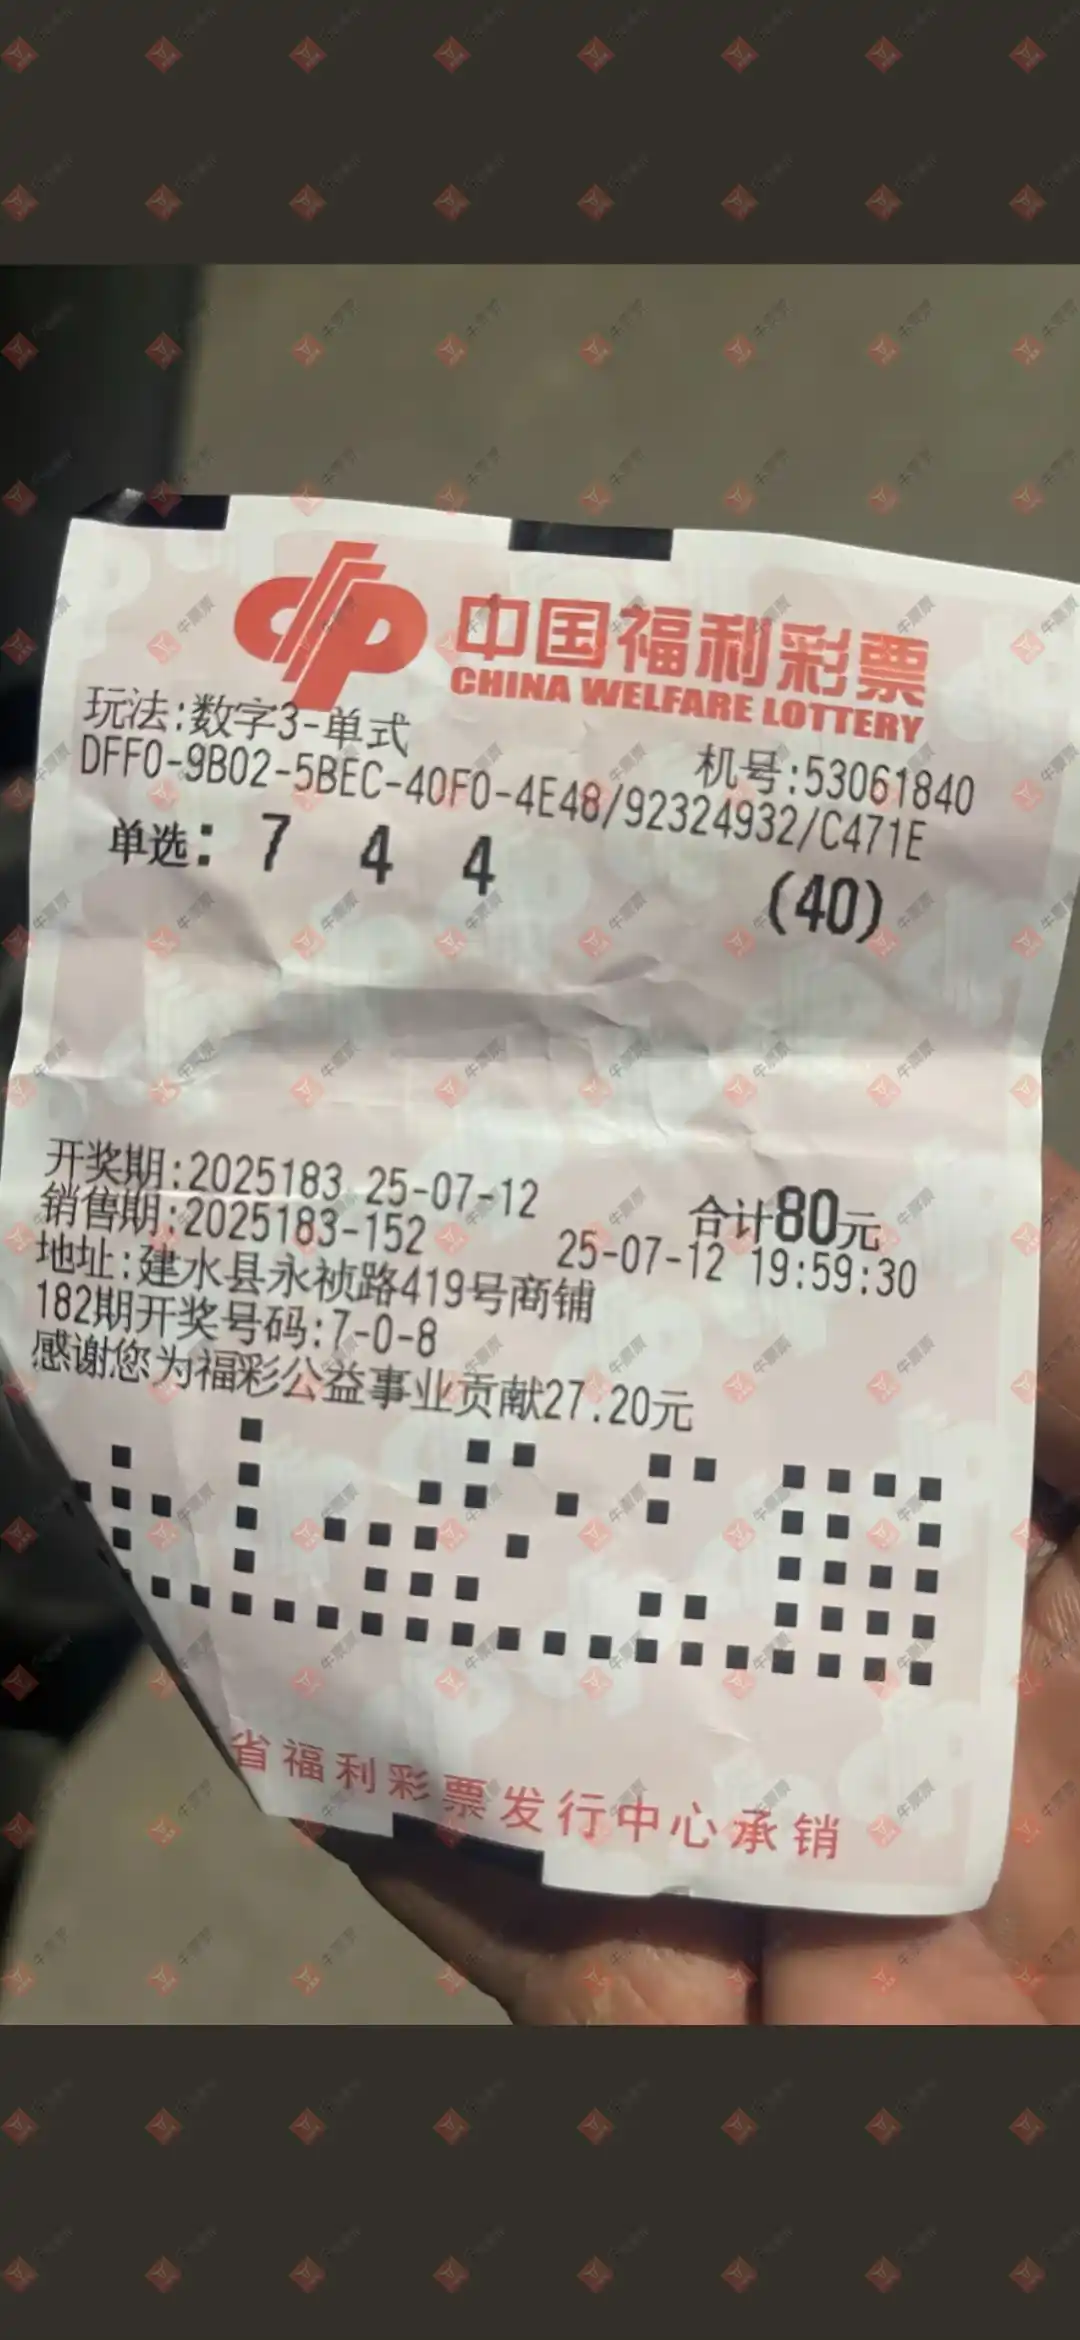 中国福利彩票
CHINA WELFARE LOTTERY
玩法:数字3-单式
机号:53061840
DFF0-9B02-5BEC-40F0-4E48/92324932/C471E
单选: 7 4 4 (40)
开奖期:2025183 25-07-12
合计80元
销售期:2025183-152
25-07-12 19:59:30
地址:建水县永祯路419号商铺
182期开奖号码:7-0-8
感谢您为福彩公益事业贡献27.20元
省福利彩票发行中心承销
牛票票